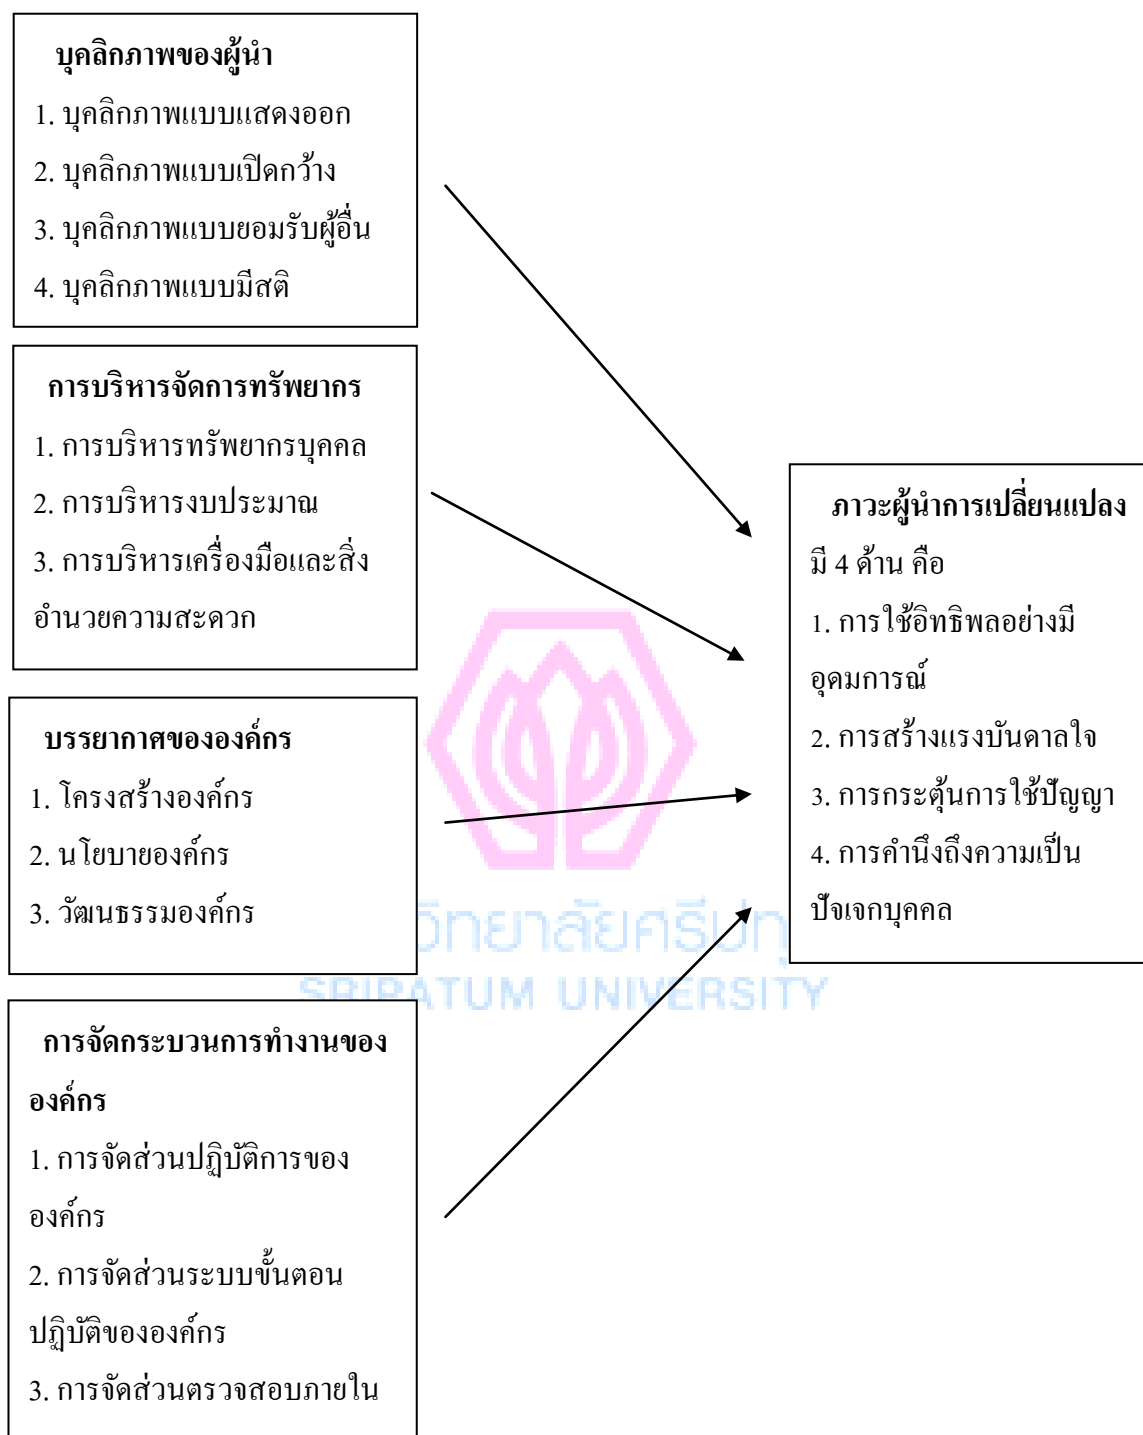 บุคลิกภาพของผู้นำ
1. บุคลิกภาพแบบแสดงออก
2. บุคลิกภาพแบบเปิดกว้าง
3. บุคลิกภาพแบบยอมรับผู้อื่น
4. บุคลิกภาพแบบมีสติ
การบริหารจัดการทรัพยากร
1. การบริหารทรัพยากรบุคคล
2. การบริหารงบประมาณ
3. การบริหารเครื่องมือและสิ่ง
อำนวยความสะดวก
บรรยากาศขององค์กร
1. โครงสร้างองค์กร
2. นโยบายองค์กร
3. วัฒนธรรมองค์กร
การจัดกระบวนการทำงานของ
องค์กร
1. การจัดส่วนปฏิบัติการของ
องค์กร
2. การจัดส่วนระบบขั้นตอน
ปฏิบัติขององค์กร
3. การจัดส่วนตรวจสอบภายใน
ภาวะผู้นำการเปลี่ยนแปลง
มี 4 ด้าน คือ
1. การใช้อิทธิพลอย่างมี
อุดมการณ์
2. การสร้างแรงบันดาลใจ
3. การกระตุ้นการใช้ปัญญา
4. การคำนึงถึงความเป็น
ปัจเจกบุคคล
SRIPATUM UNIVERSITY